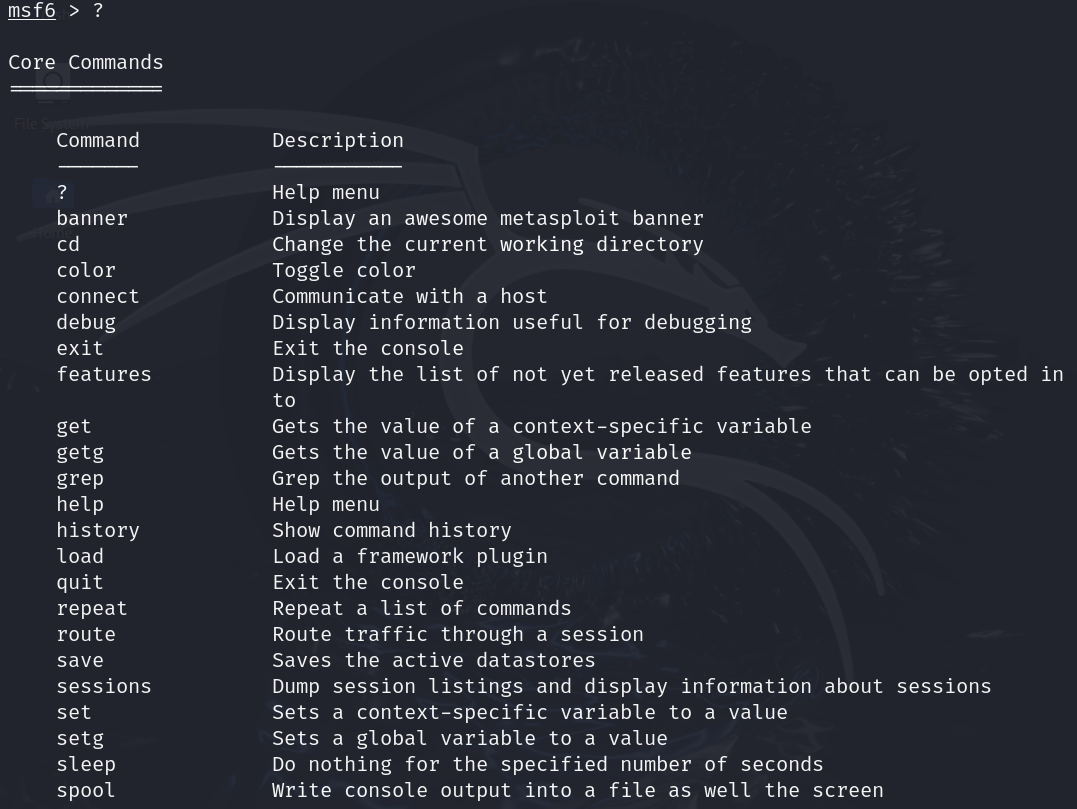 msf6 > ?
Core Commands
=============
Command Description
------- -----------
? Help menu
banner Display an awesome metasploit banner
cd Change the current working directory
color Toggle color
connect Communicate with a host
debug Display information useful for debugging
exit Exit the console
features Display the list of not yet released features that can be opted in
to
get Gets the value of a context-specific variable
getg Gets the value of a global variable
grep Grep the output of another command
help Help menu
history Show command history
load Load a framework plugin
quit Exit the console
repeat Repeat a list of commands
route Route traffic through a session
save Saves the active datastores
sessions Dump session listings and display information about sessions
set Sets a context-specific variable to a value
setg Sets a global variable to a value
sleep Do nothing for the specified number of seconds
spool Write console output into a file as well the screen
File System
Home